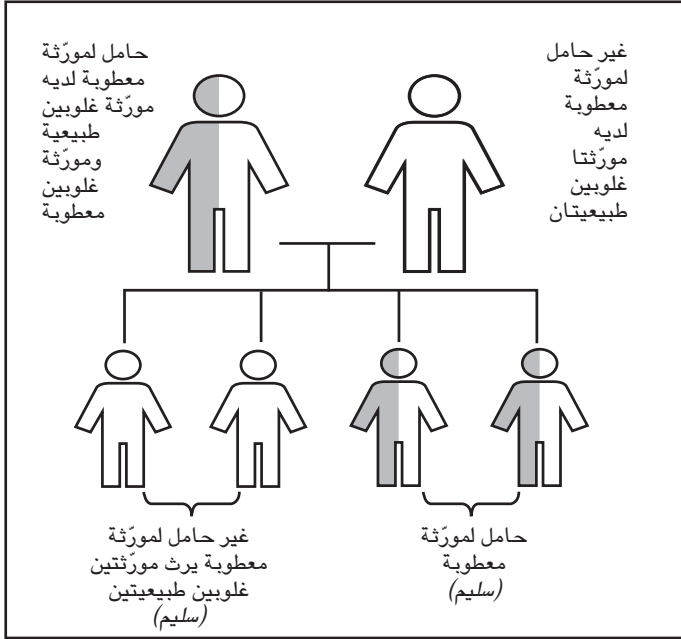 غير حامل
لمورّثة
معطوبة
لديه
مورّثتا
غلوبين
طبيعيتان
حامل لمورّثة
معطوبة لديه
مورّثة غلوبين
طبيعية
ومورّثة
غلوبين
معطوبة
حامل لمورّثة
معطوبة
(سليم)
غير حامل لمورّثة
معطوبة يرث مورّثتين
غلوبين طبيعيتين
(سليم)